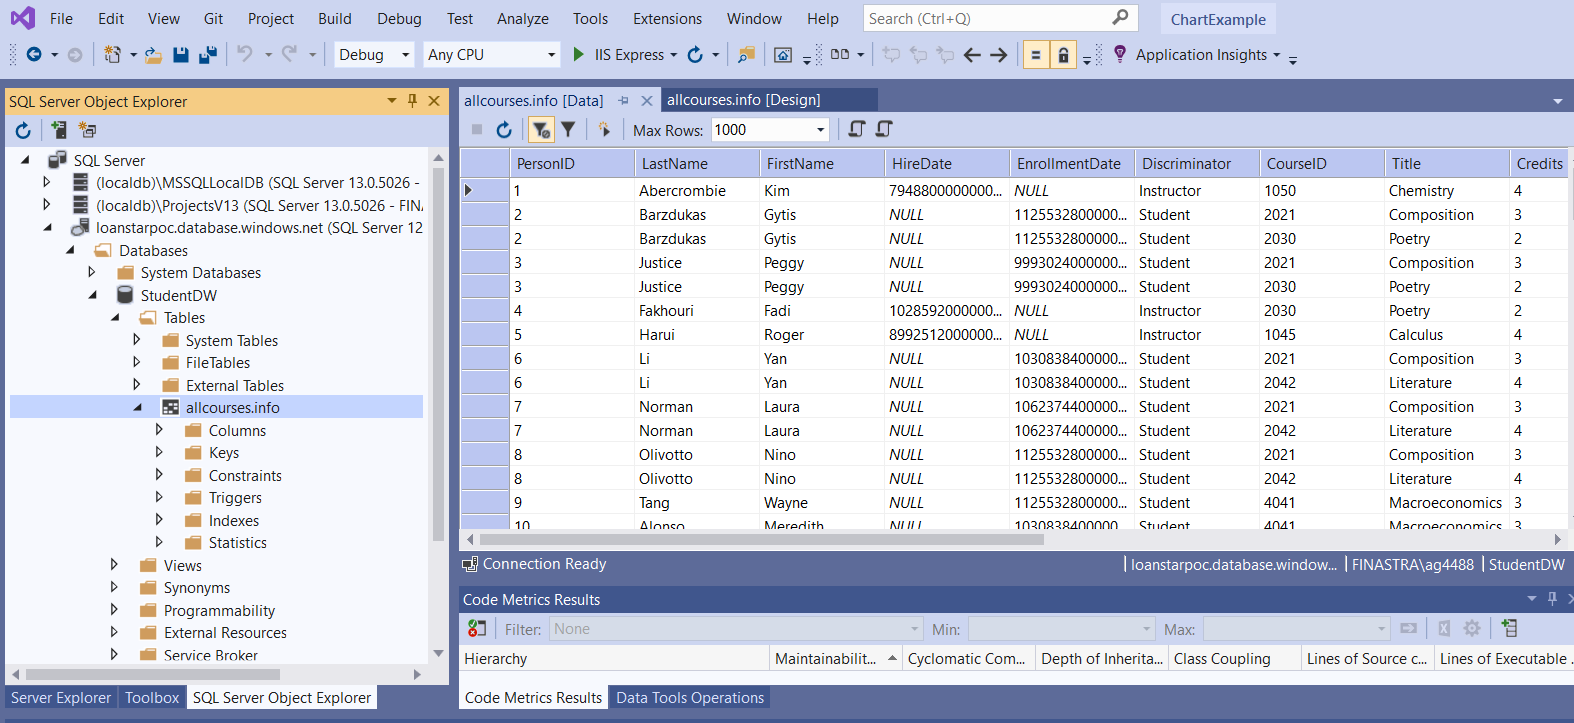 File Edit View Git Project Build Debug Test Analyze Tools Extensions Window Help Search (Ctrl+Q) ChartExample
Debug Any CPU IIS Express Application Insights
SQL Server Object Explorer
SQL Server
(localdb)\MSSQLLocalDB (SQL Server 13.0.5026 -
(localdb)\ProjectsV13 (SQL Server 13.0.5026 - FINA
loanstarpoc.database.windows.net (SQL Server 12
Databases
System Databases
StudentDW
Tables
System Tables
FileTables
External Tables
allcourses.info
Columns
Keys
Constraints
Triggers
Indexes
Statistics
Views
Synonyms
Programmability
External Resources
Service Broker
Server Explorer Toolbox SQL Server Object Explorer
allcourses.info [Data] allcourses.info [Design]
Max Rows: 1000
PersonID LastName FirstName HireDate EnrollmentDate Discriminator CourseID Title Credits
1 Abercrombie Kim 7948800000000... NULL Instructor 1050 Chemistry 4
2 Barzdukas Gytis NULL 1125532800000... Student 2021 Composition 3
2 Barzdukas Gytis NULL 1125532800000... Student 2030 Poetry 2
3 Justice Peggy NULL 9993024000000... Student 2021 Composition 3
3 Justice Peggy NULL 9993024000000... Student 2030 Poetry 2
4 Fakhouri Fadi 1028592000000... NULL Instructor 2030 Poetry 2
5 Harui Roger 8992512000000... NULL Instructor 1045 Calculus 4
6 Li Yan NULL 1030838400000... Student 2021 Composition 3
6 Li Yan NULL 1030838400000... Student 2042 Literature 4
7 Norman Laura NULL 1062374400000... Student 2021 Composition 3
7 Norman Laura NULL 1062374400000... Student 2042 Literature 4
8 Olivotto Nino NULL 1125532800000... Student 2021 Composition 3
8 Olivotto Nino NULL 1125532800000... Student 2042 Literature 4
9 Tang Wayne NULL 1125532800000... Student 4041 Macroeconomics 3
10 Alonso Meredith NULL 1030838400000... Student 4041 Macroeconomics 3
Connection Ready loanstarpoc.database.window... FINASTRA\ag4488 StudentDW
Code Metrics Results
Filter: None Min: Max:
Hierarchy Maintainabilit... Cyclomatic Com... Depth of Inherita... Class Coupling Lines of Source c... Lines of Executable .
Code Metrics Results Data Tools Operations